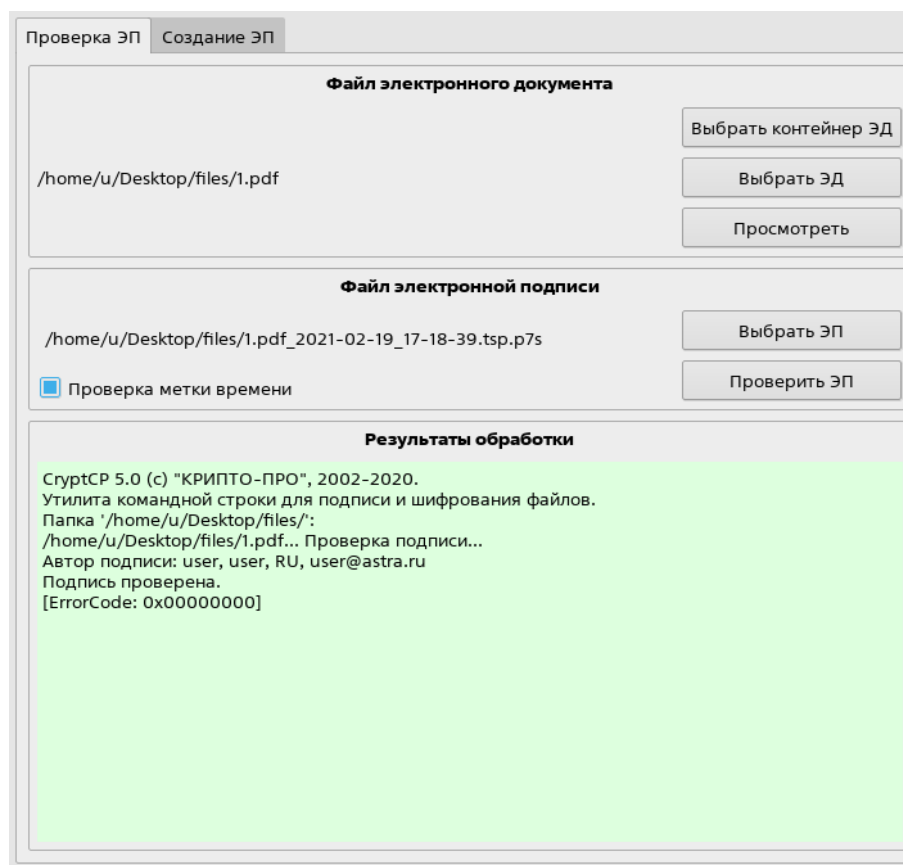 Проверка ЭП
Создание ЭП
Файл электронного документа
Выбрать контейнер ЭД
/home/u/Desktop/files/1.pdf
Выбрать ЭД
Просмотреть
Файл электронной подписи
/home/u/Desktop/files/1.pdf_2021-02-19_17-18-39.tsp.p7s
Выбрать ЭП
Проверка метки времени
Проверить ЭП
Результаты обработки
CryptCP 5.0 (c) "КРИПТО-ПРО", 2002-2020.
Утилита командной строки для подписи и шифрования файлов.
Папка '/home/u/Desktop/files/':
/home/u/Desktop/files/1.pdf... Проверка подписи...
Автор подписи: user, user, RU, user@astra.ru
Подпись проверена.
[ErrorCode: 0x00000000]